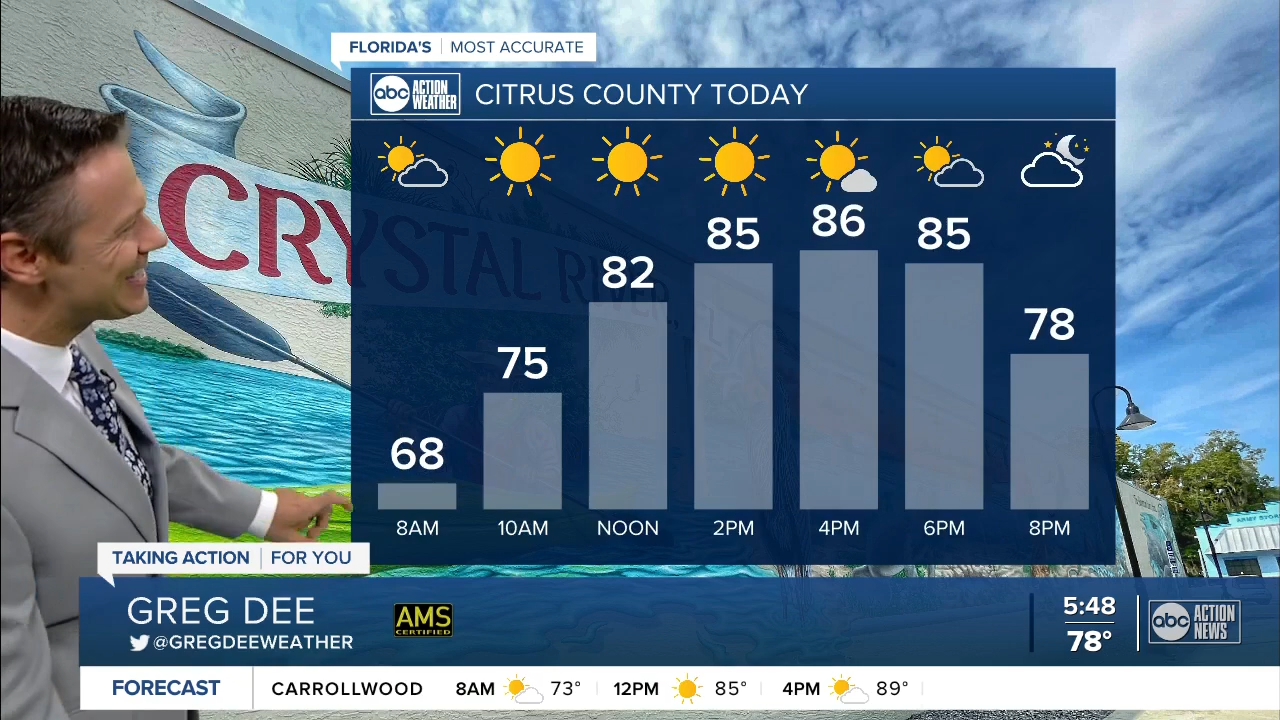 FLORIDA'S MOST ACCURATE
abc ACTION WEATHER CITRUS COUNTY TODAY
CRYSTAL RIVER
68 75 82 85 86 85 78
8AM 10AM NOON 2PM 4PM 6PM 8PM
ARMY STORE
TAKING ACTION FOR YOU
GREG DEE
@GREGDEEWEATHER
AMS
CERTIFIED
5:48
78°
abc ACTION NEWS
FORECAST CARROLLWOOD 8AM 73° 12PM 85° 4PM 89°